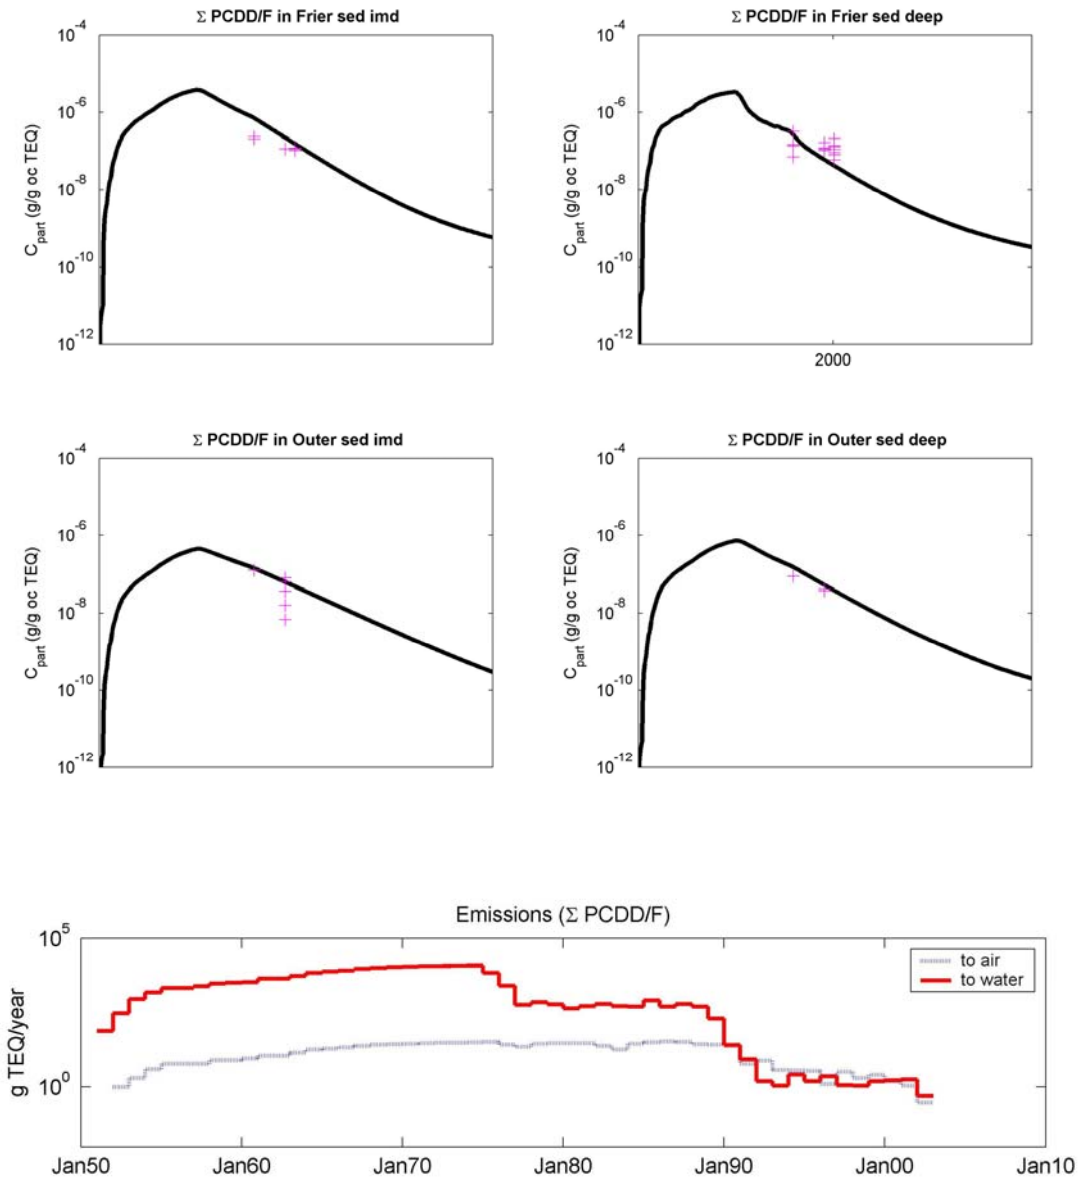 Σ PCDD/F in Frier sed imd
Σ PCDD/F in Frier sed deep
10⁻⁴
10⁻⁶
10⁻⁸
10⁻¹⁰
10⁻¹²
C_part (g/g oc TEQ)
10⁻⁴
10⁻⁶
10⁻⁸
10⁻¹⁰
10⁻¹²
C_part (g/g oc TEQ)
2000
Σ PCDD/F in Outer sed imd
Σ PCDD/F in Outer sed deep
10⁻⁴
10⁻⁶
10⁻⁸
10⁻¹⁰
10⁻¹²
C_part (g/g oc TEQ)
10⁻⁴
10⁻⁶
10⁻⁸
10⁻¹⁰
10⁻¹²
C_part (g/g oc TEQ)
Emissions (Σ PCDD/F)
10⁵
10⁰
g TEQ/year
to air
to water
Jan50 Jan60 Jan70 Jan80 Jan90 Jan00 Jan10